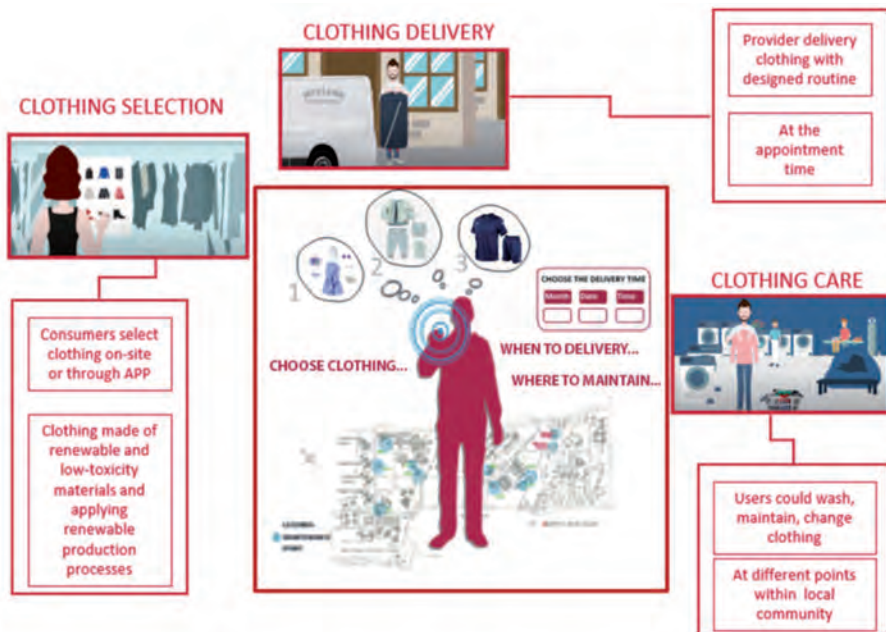 CLOTHING DELIVERY
Provider delivery
clothing with
designed routine
At the
appointment
time
CLOTHING SELECTION
Consumers select
clothing on-site
or through APP
Clothing made of
renewable and
low-toxicity
materials and
applying
renewable
production
processes
1
2
3
CHOOSE THE DELIVERY TIME
Month Date Time
CHOOSE CLOTHING...
WHEN TO DELIVERY...
WHERE TO MAINTAIN...
CLOTHING CARE
Users could wash,
maintain, change
clothing
At different points
within local
community